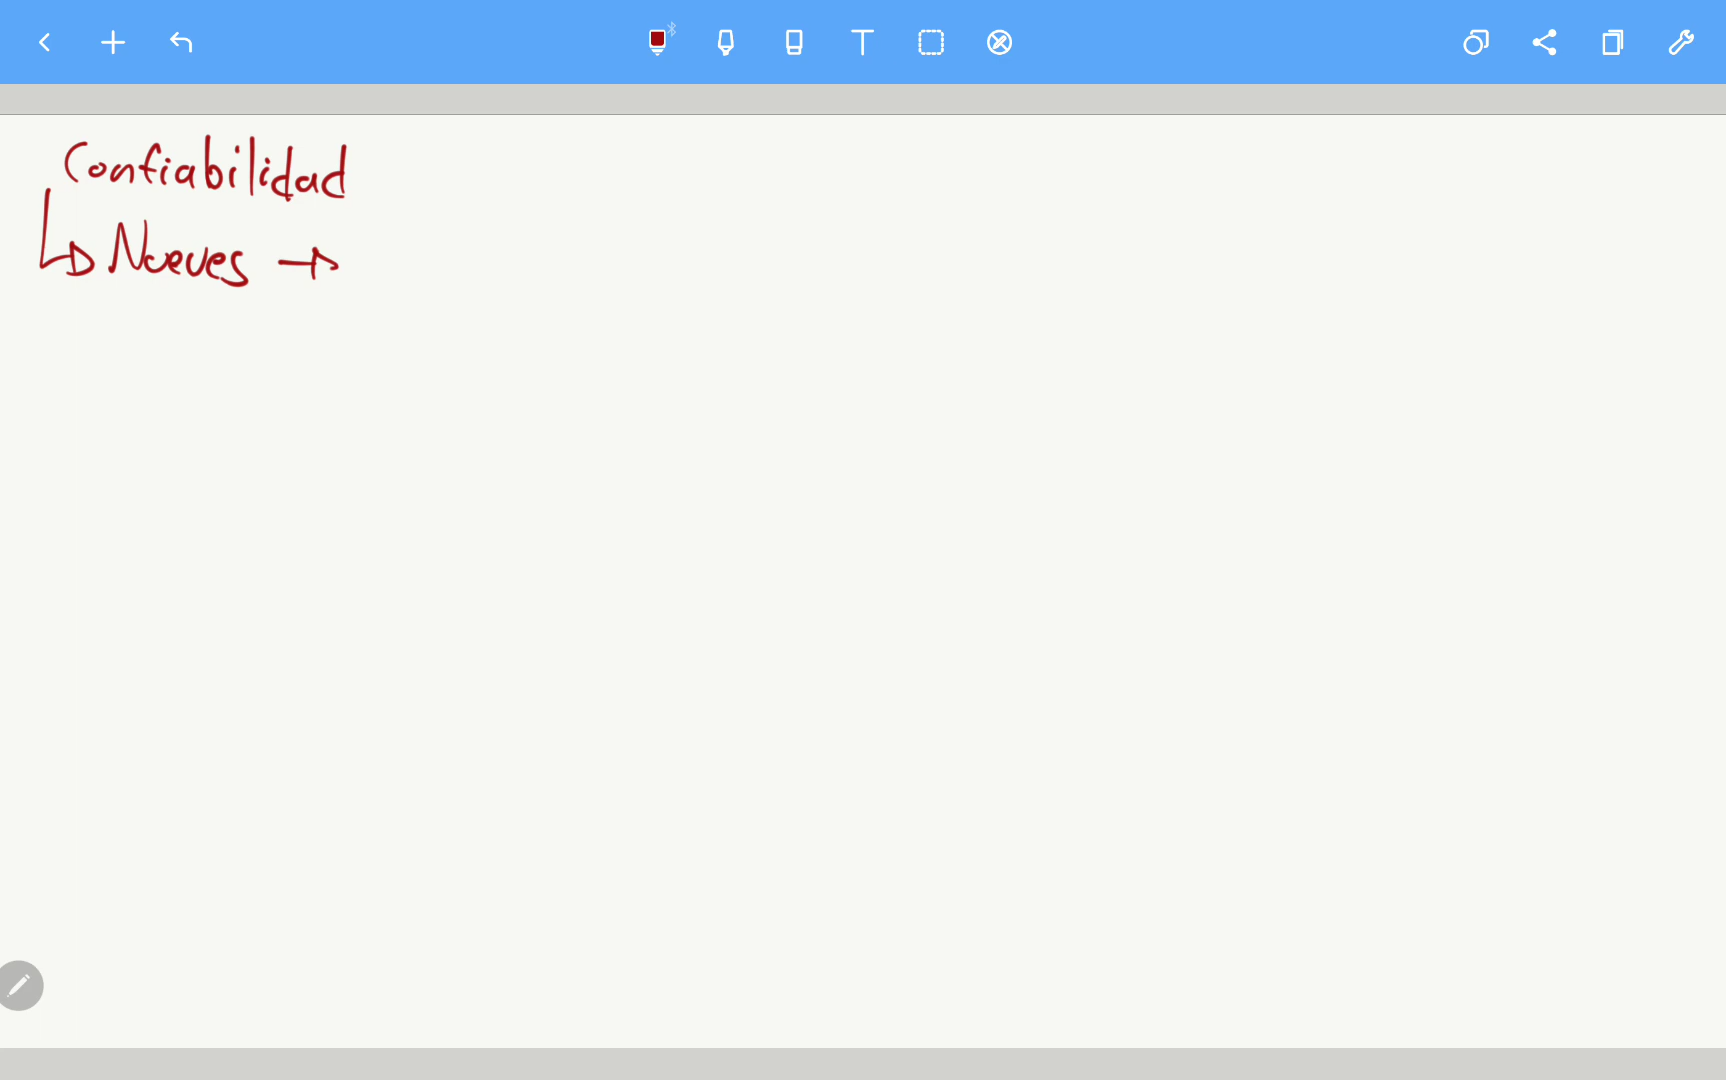 Confiabilidad
↳ Nueves →